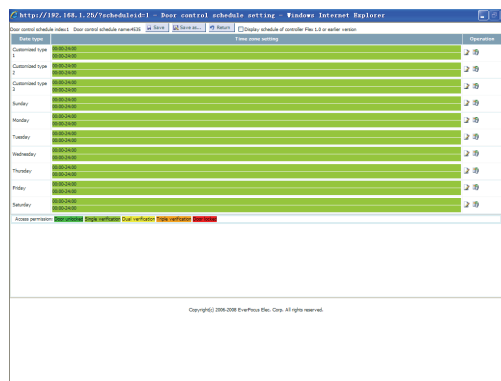 http://192.168.1.25/?scheduleid=1 - Door control schedule setting - Windows Internet Explorer
Door control schedule index:1 Door control schedule name:4635 Save Save as... Return Display schedule of controller Flex 1.0 or earlier version
Date type Time zone setting Operation
Customized type 1
00:00-24:00
00:00-24:00
Customized type 2
00:00-24:00
00:00-24:00
Customized type 3
00:00-24:00
00:00-24:00
Sunday
00:00-24:00
00:00-24:00
Monday
00:00-24:00
00:00-24:00
Tuesday
00:00-24:00
00:00-24:00
Wednesday
00:00-24:00
00:00-24:00
Thursday
00:00-24:00
00:00-24:00
Friday
00:00-24:00
00:00-24:00
Saturday
00:00-24:00
00:00-24:00
Access permission: Door unlocked Single verification Dual verification Triple verification Door locked
Copyright(c) 2006-2008 EverFocus Elec. Corp. All rights reserved.